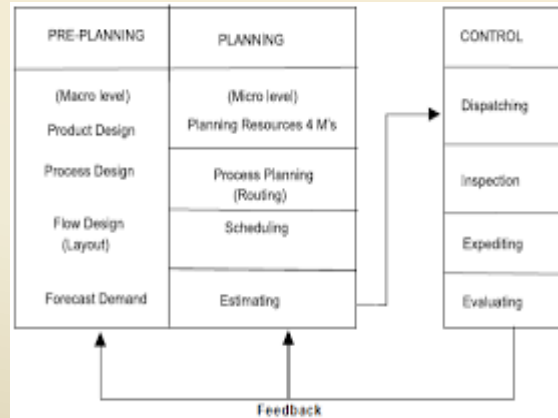 PRE-PLANNING
(Macro level)
Product Design
Process Design
Flow Design
(Layout)
Forecast Demand
PLANNING
(Micro level)
Planning Resources 4 M's
Process Planning
(Routing)
Scheduling
Estimating
CONTROL
Dispatching
Inspection
Expediting
Evaluating
Feedback